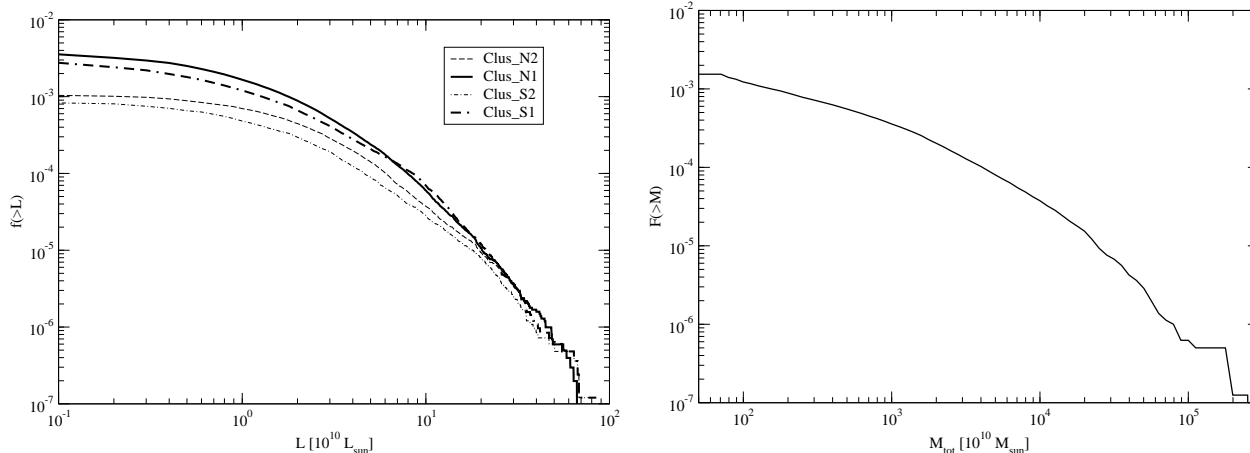 10^-2
10^-3
10^-4
10^-5
10^-6
10^-7
f(>L)
10^-1 10^0 10^1 10^2
L [10^10 L_sun]
Clus_N2
Clus_N1
Clus_S2
Clus_S1
10^-2
10^-3
10^-4
10^-5
10^-6
10^-7
F(>M)
10^2 10^3 10^4 10^5
M_tot [10^10 M_sun]